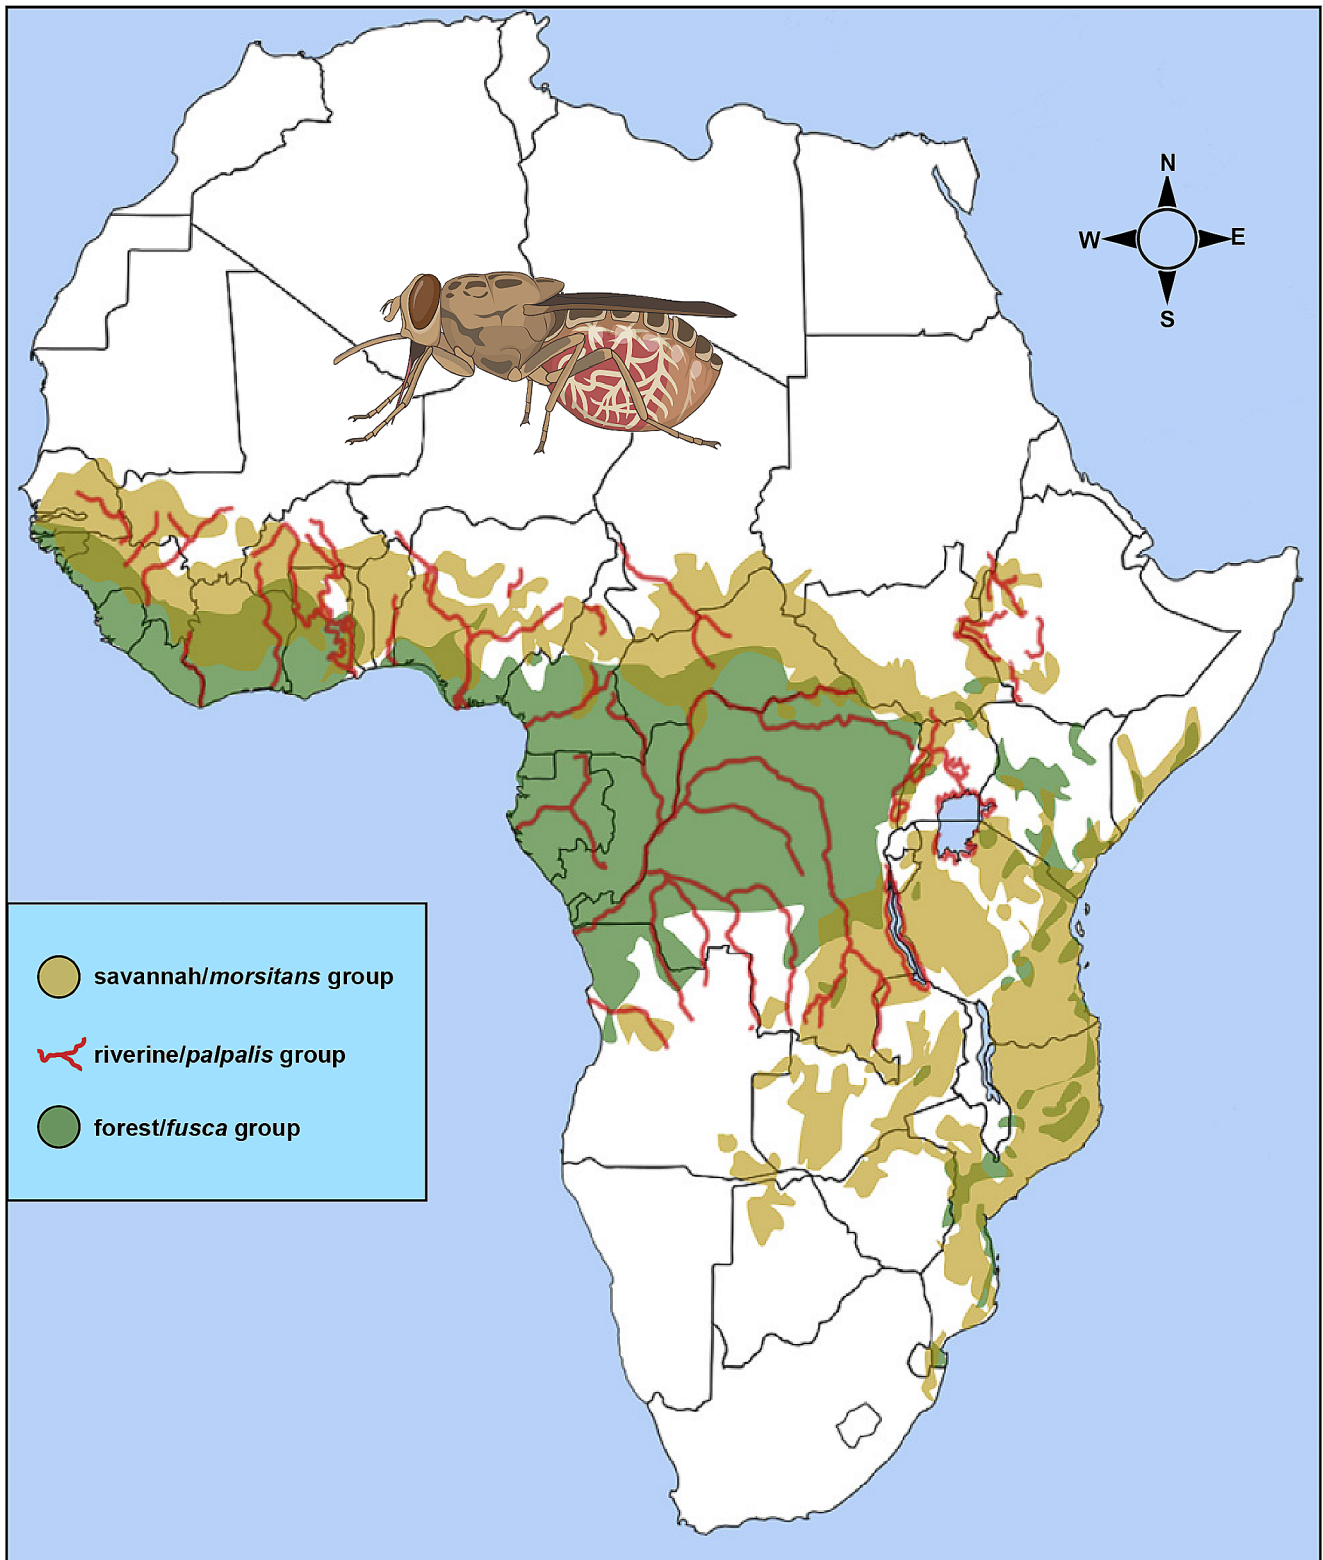 N
W E
S
savannah/morsitans group
riverine/palpalis group
forest/fusca group